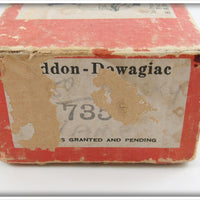 ddon-Dowagiac
73
S GRANTED AND PENDING